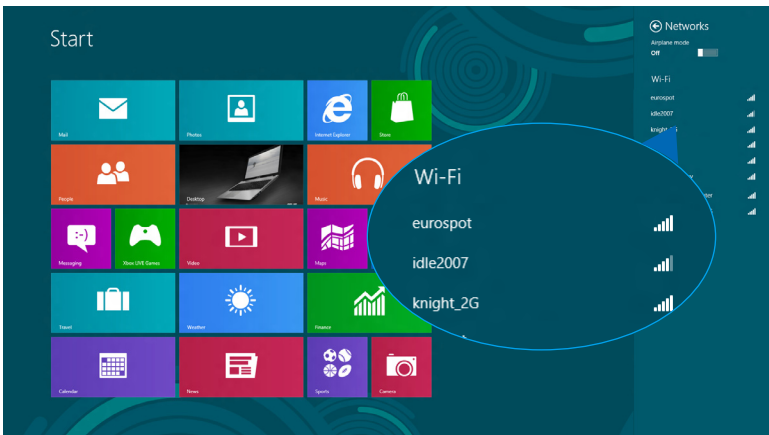 Start
Networks
Airplane mode
Off
Wi-Fi
eurospot
idle2007
knight_2G
Mail
Photos
Internet Explorer
Store
People
Desktop
Music
Messaging
Xbox LIVE Games
Video
Maps
Travel
Weather
Finance
Calendar
News
Sports
Camera
Wi-Fi
eurospot
idle2007
knight_2G